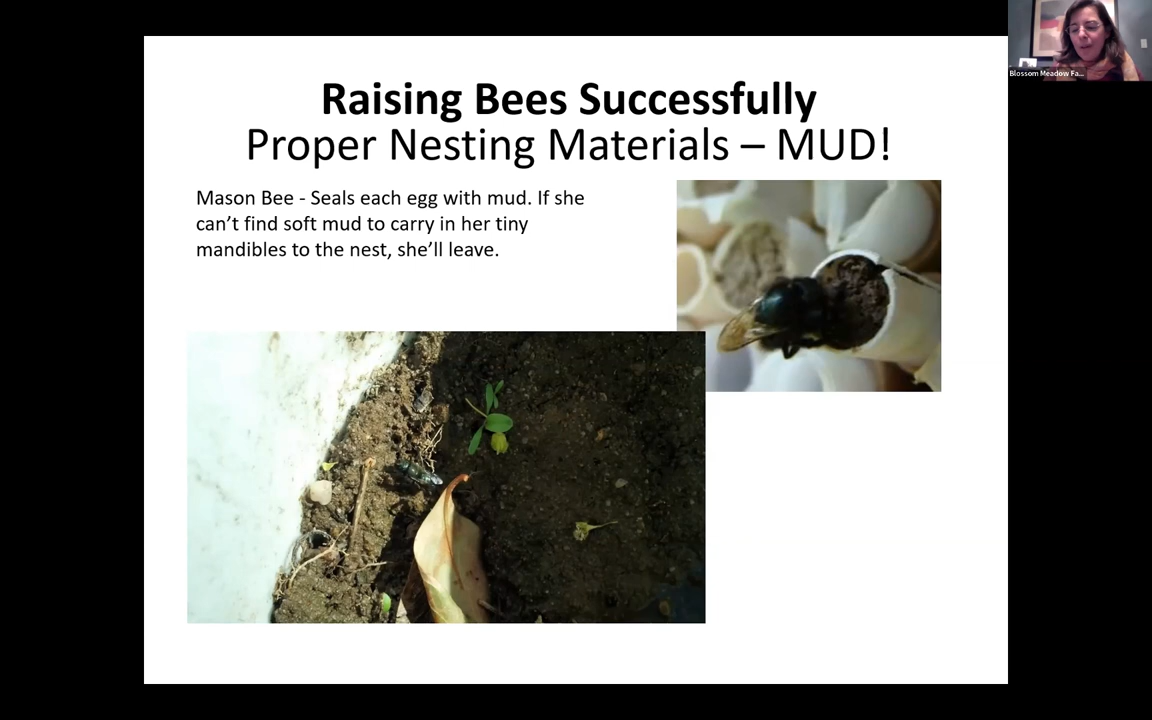 Blossom Meadow Fa...
Raising Bees Successfully
Proper Nesting Materials – MUD!
Mason Bee - Seals each egg with mud. If she
can’t find soft mud to carry in her tiny
mandibles to the nest, she’ll leave.